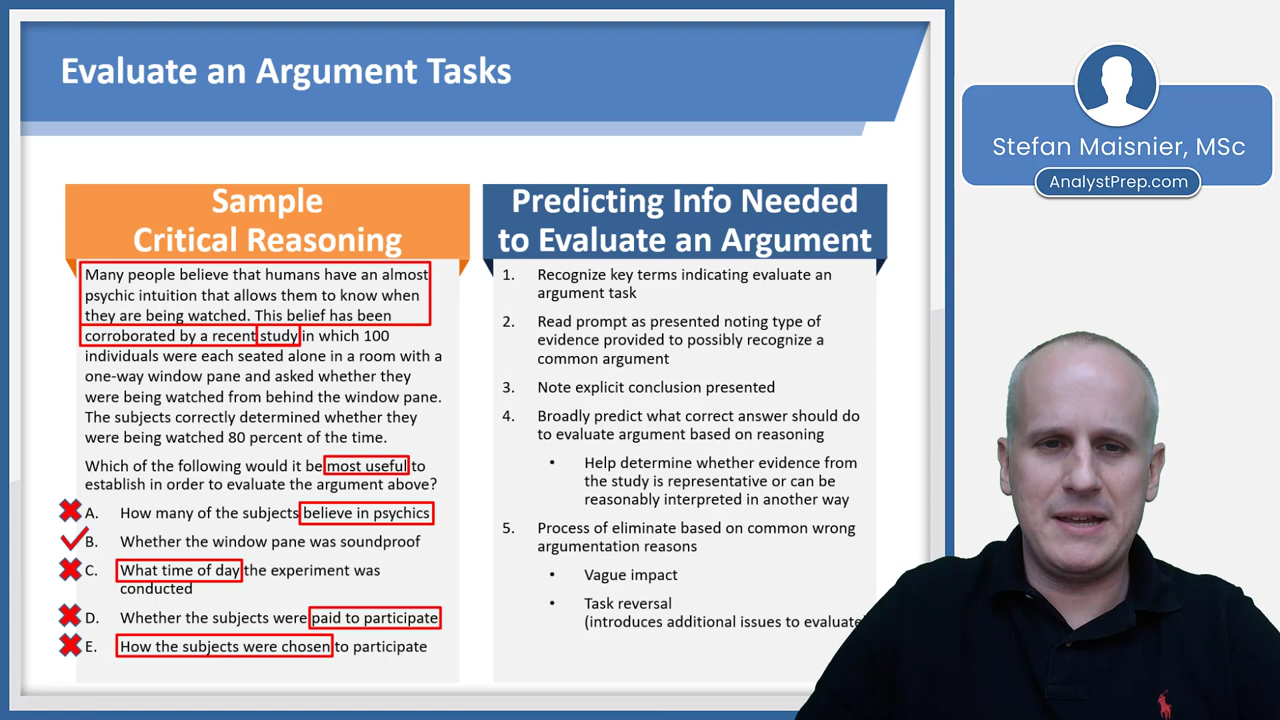 Evaluate an Argument Tasks
Stefan Maisnier, MSc
AnalystPrep.com
Sample
Critical Reasoning
Many people believe that humans have an almost
psychic intuition that allows them to know when
they are being watched. This belief has been
corroborated by a recent study in which 100
individuals were each seated alone in a room with a
one-way window pane and asked whether they
were being watched from behind the window pane.
The subjects correctly determined whether they
were being watched 80 percent of the time.
Which of the following would it be most useful to
establish in order to evaluate the argument above?
A. How many of the subjects believe in psychics
B. Whether the window pane was soundproof
C. What time of day the experiment was
conducted
D. Whether the subjects were paid to participate
E. How the subjects were chosen to participate
Predicting Info Needed
to Evaluate an Argument
1. Recognize key terms indicating evaluate an
argument task
2. Read prompt as presented noting type of
evidence provided to possibly recognize a
common argument
3. Note explicit conclusion presented
4. Broadly predict what correct answer should do
to evaluate argument based on reasoning
• Help determine whether evidence from
the study is representative or can be
reasonably interpreted in another way
5. Process of eliminate based on common wrong
argumentation reasons
• Vague impact
• Task reversal
(introduces additional issues to evaluate